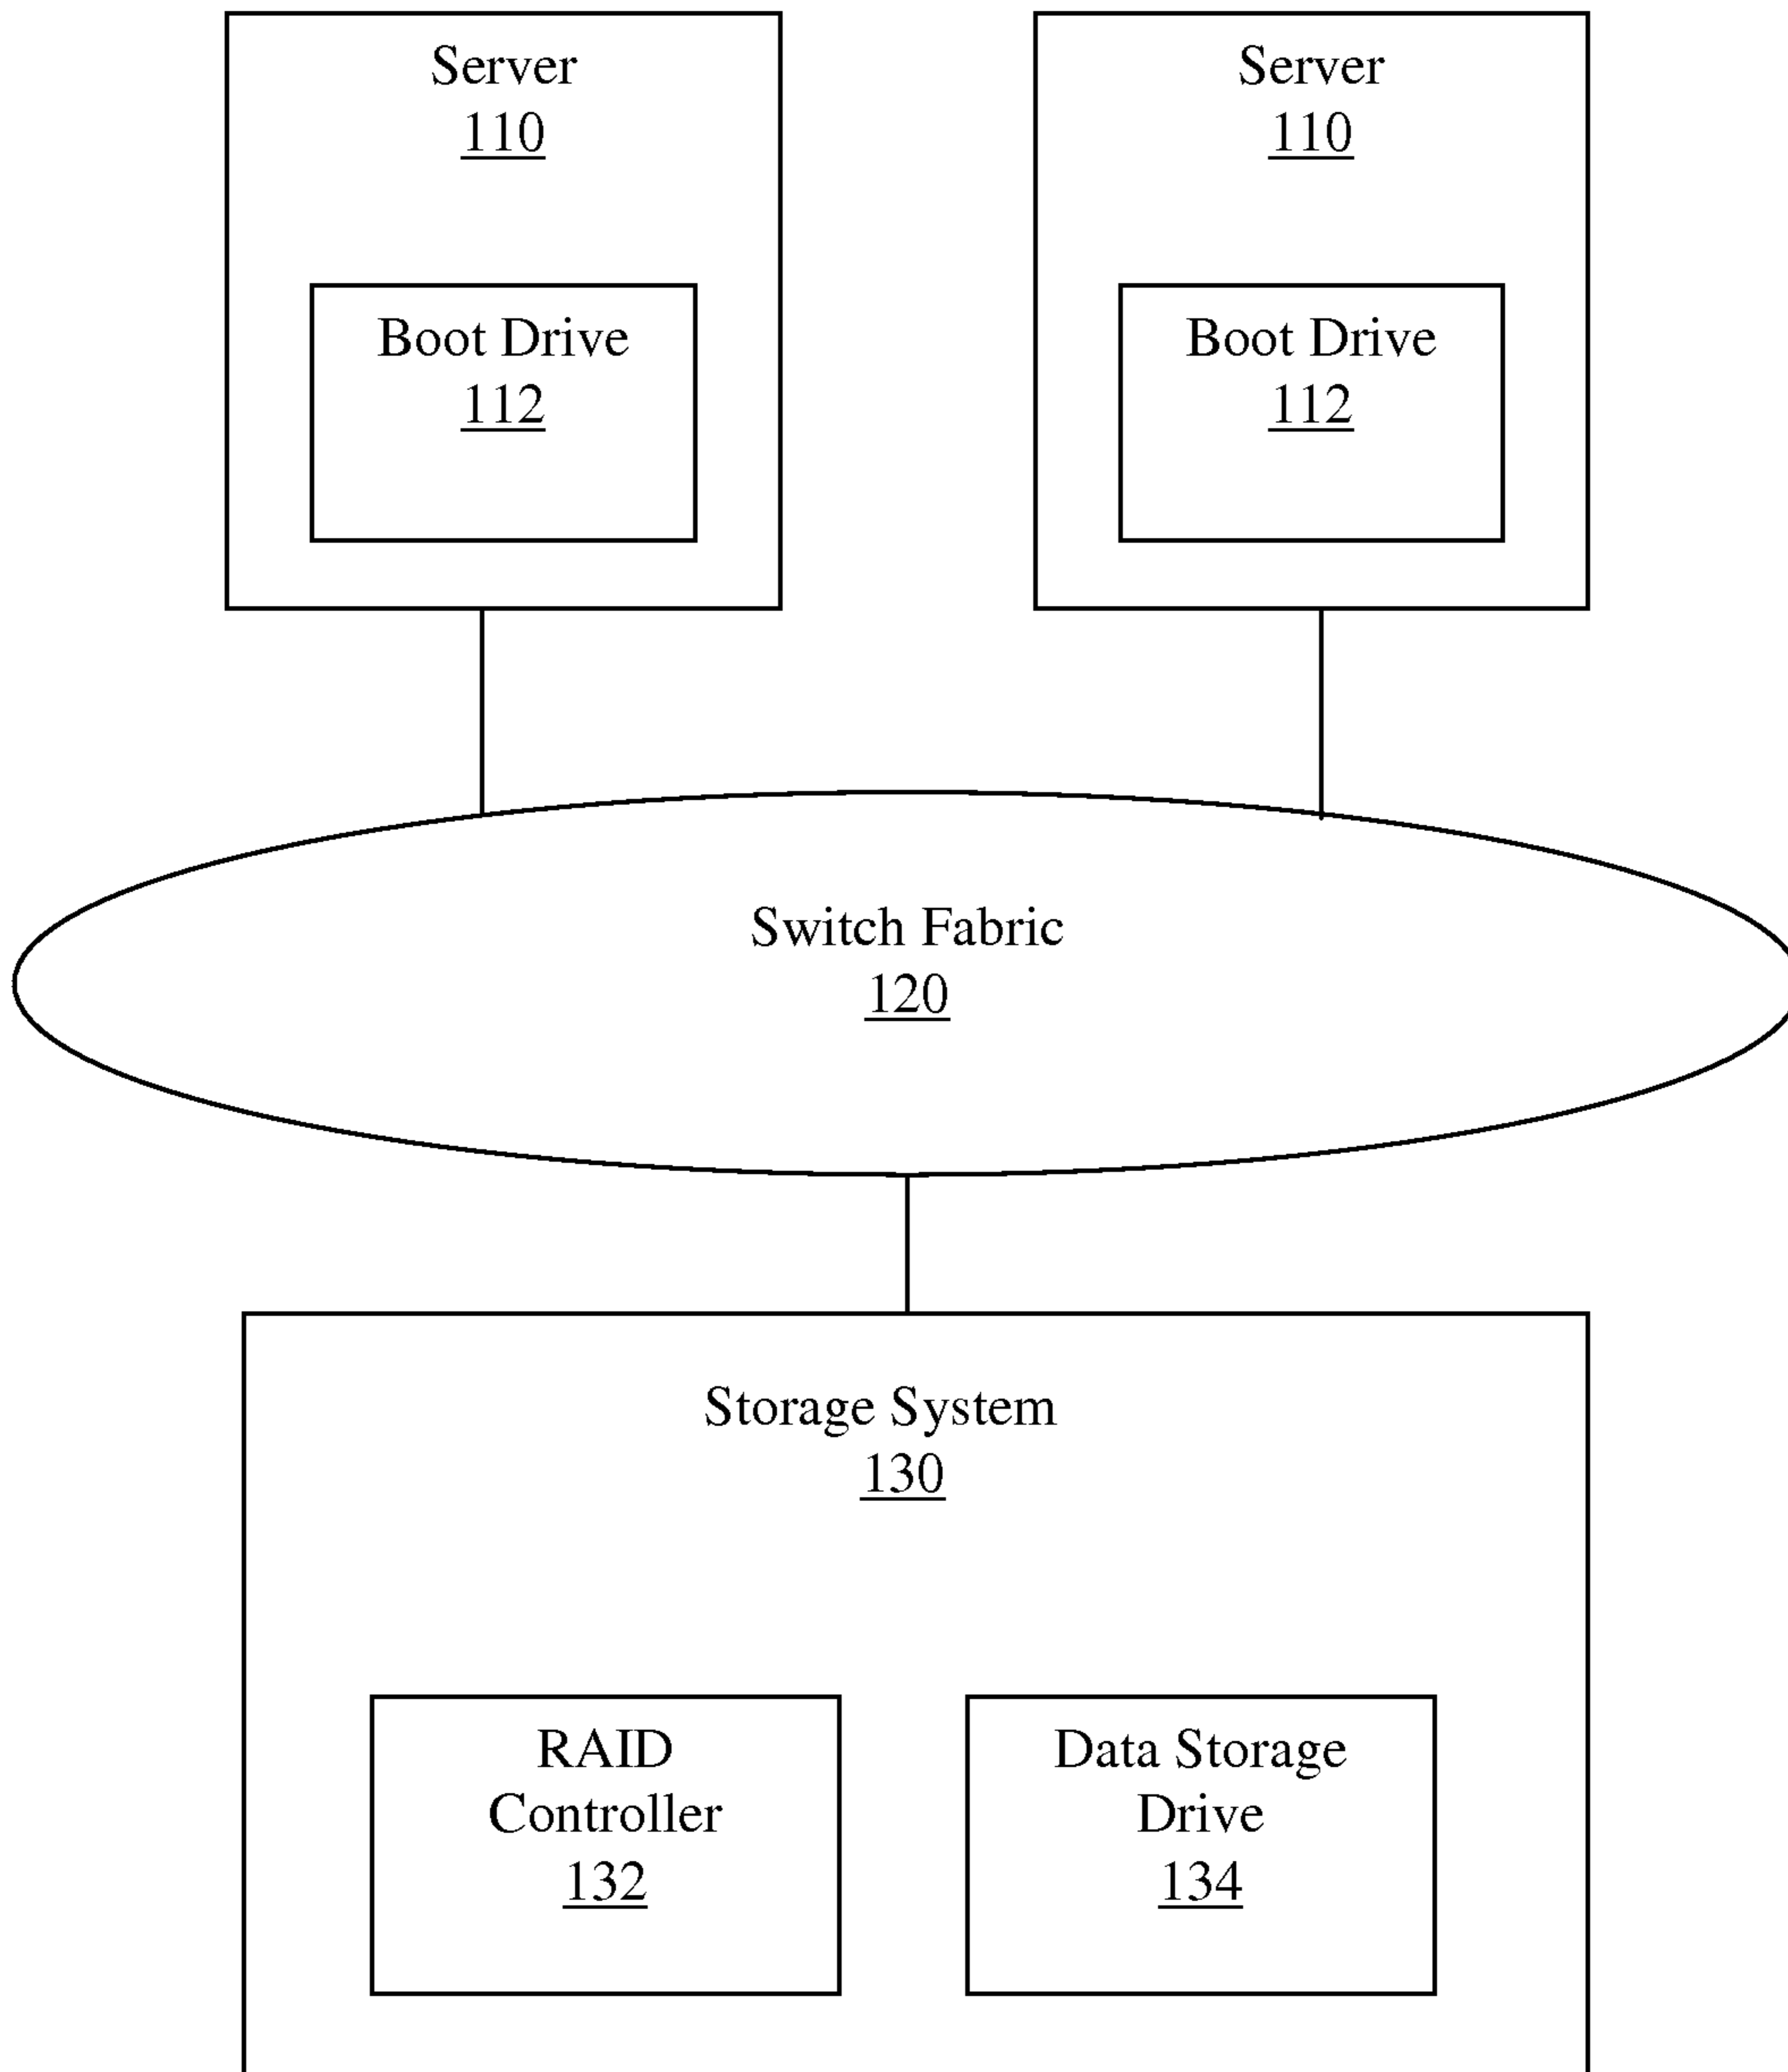 Server
110
Boot Drive
112
Server
110
Boot Drive
112
Switch Fabric
120
Storage System
130
RAID
Controller
132
Data Storage
Drive
134